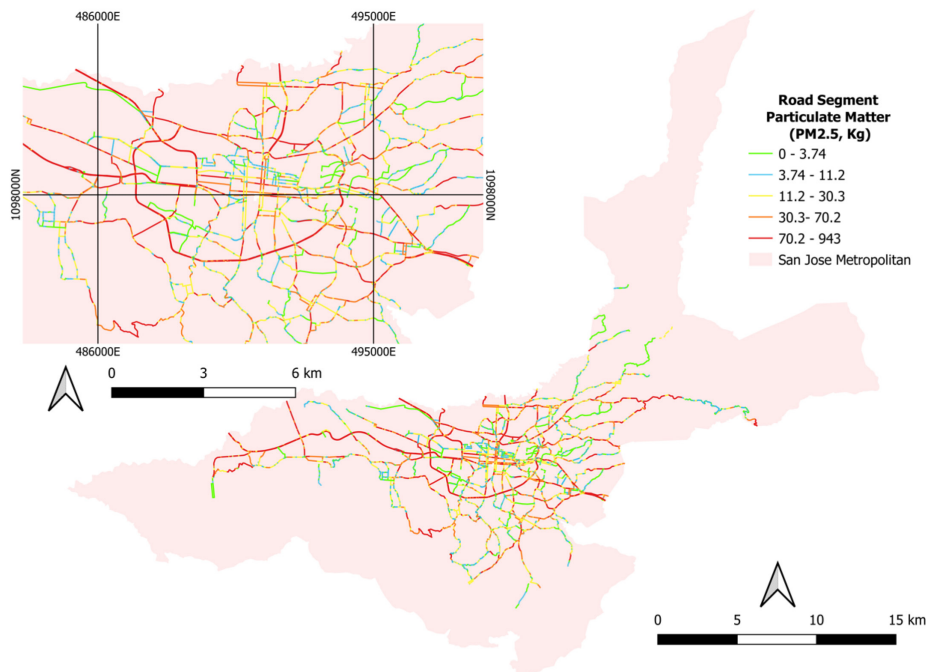 486000E
495000E
1098000N
1098000N
486000E
495000E
0 3 6 km
Road Segment
Particulate Matter
(PM2.5, Kg)
0 - 3.74
3.74 - 11.2
11.2 - 30.3
30.3- 70.2
70.2 - 943
San Jose Metropolitan
0 5 10 15 km